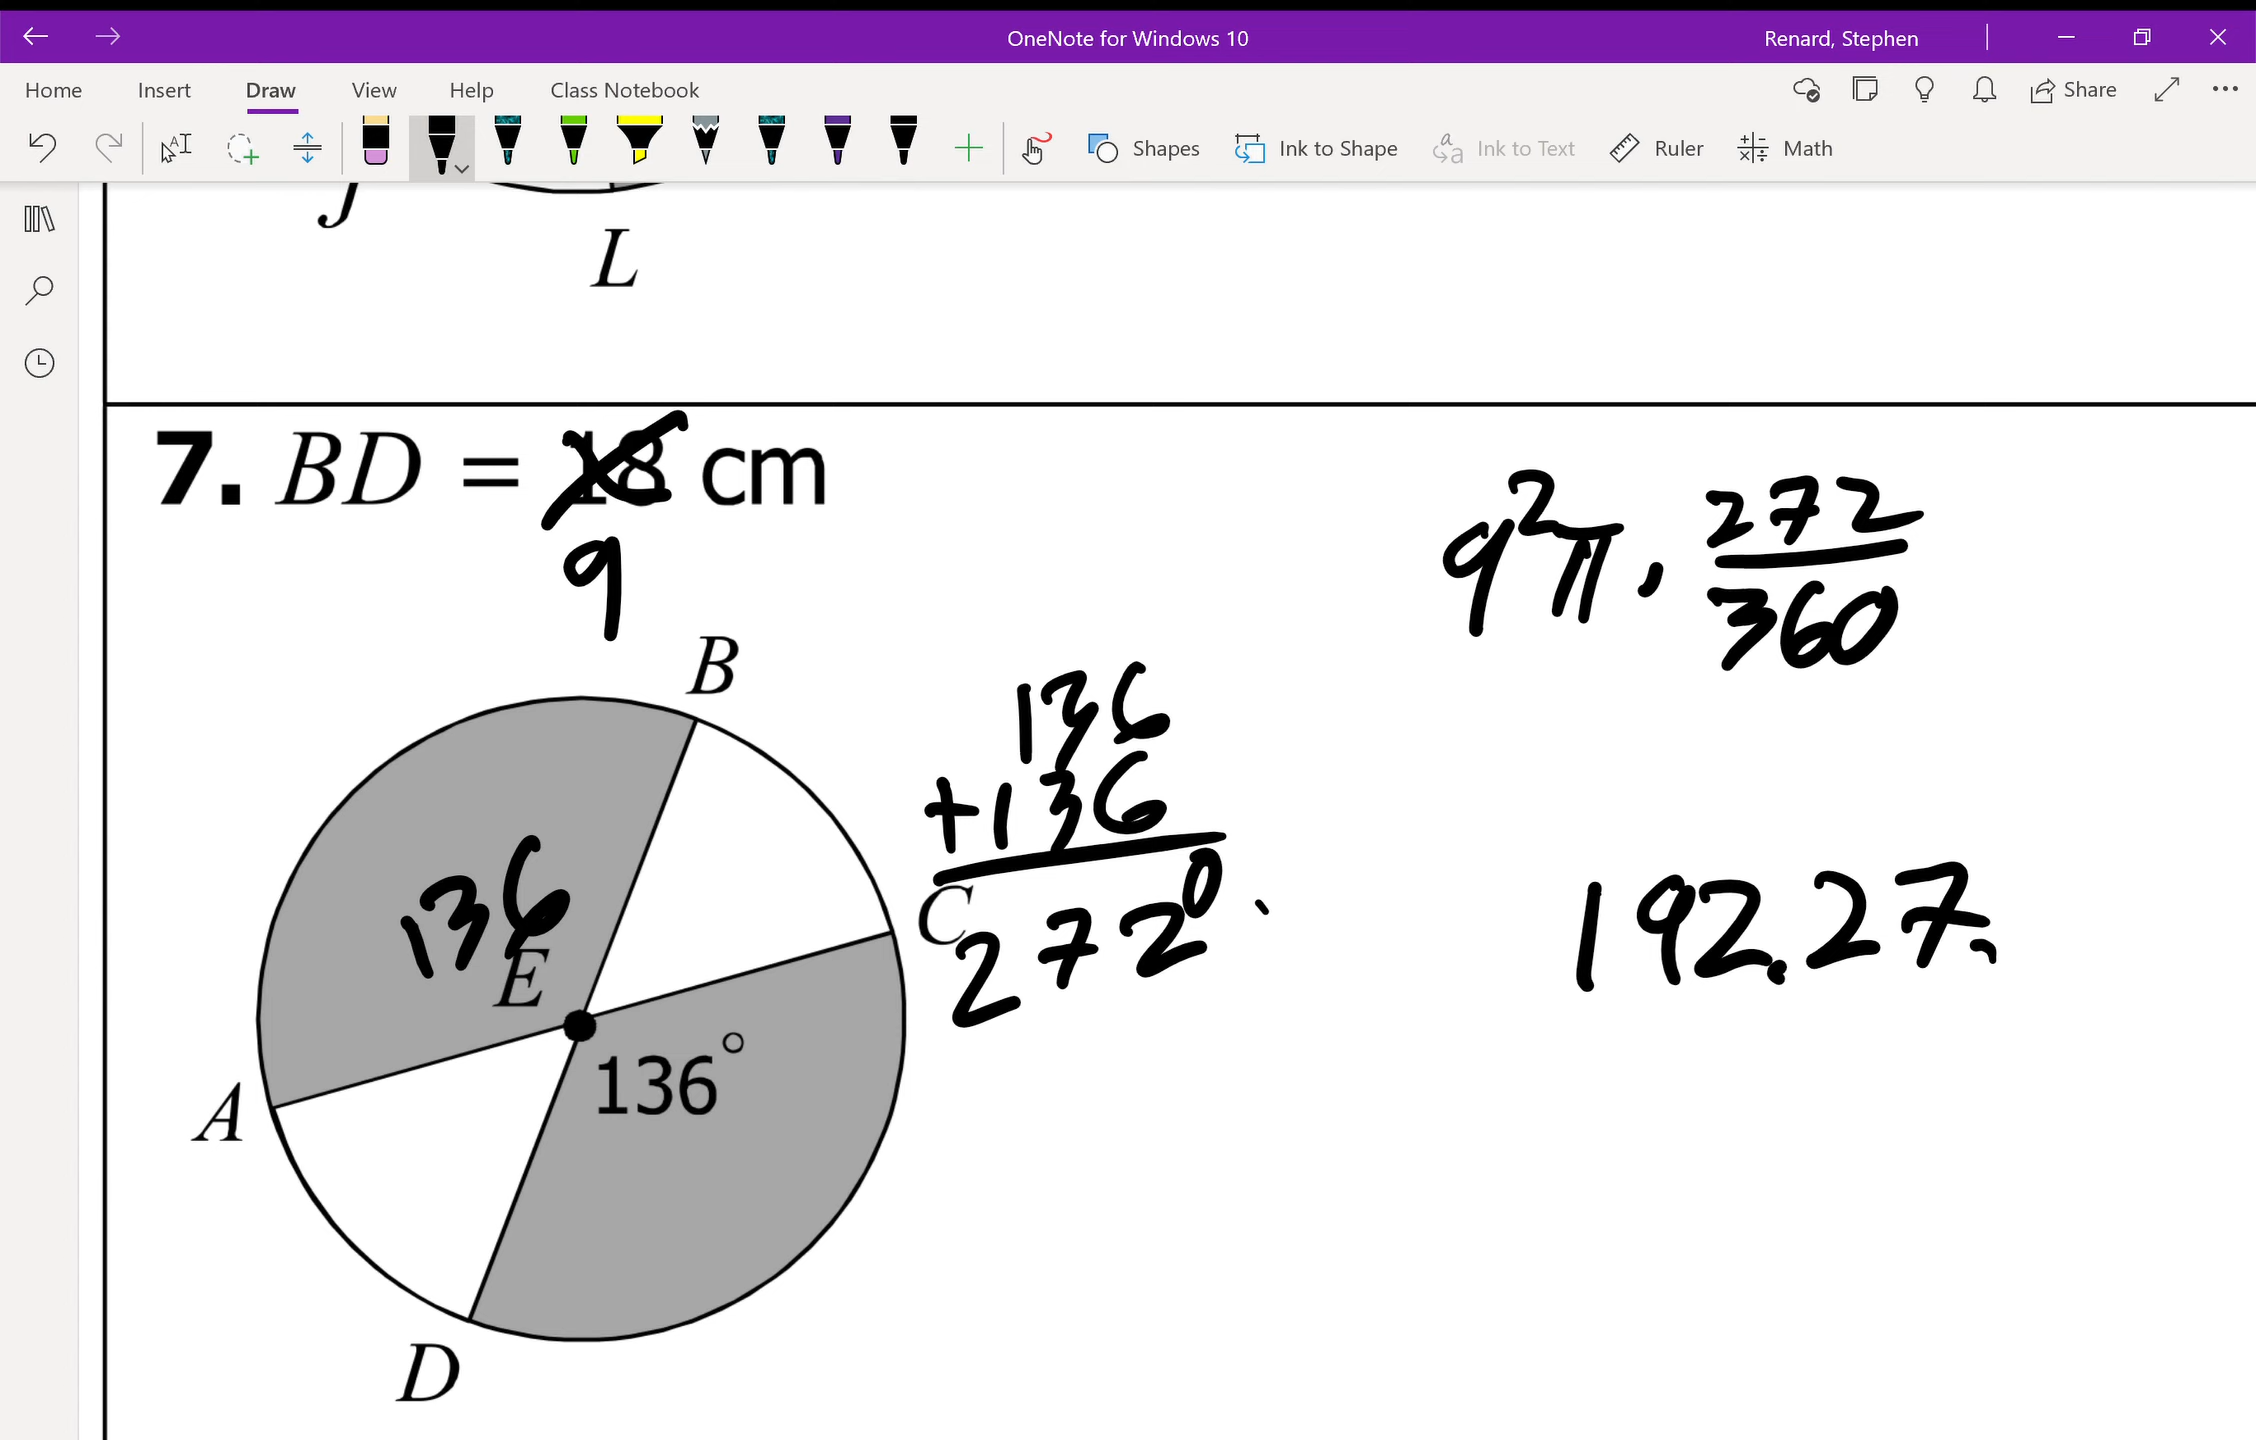 OneNote for Windows 10
Renard, Stephen
Home Insert Draw View Help Class Notebook
Share
Shapes Ink to Shape Ink to Text Ruler Math
J
L
7. BD = 18 cm
9
9²π · 272/360
B
136
+136
272°
C
192.27
136
E
136°
A
D